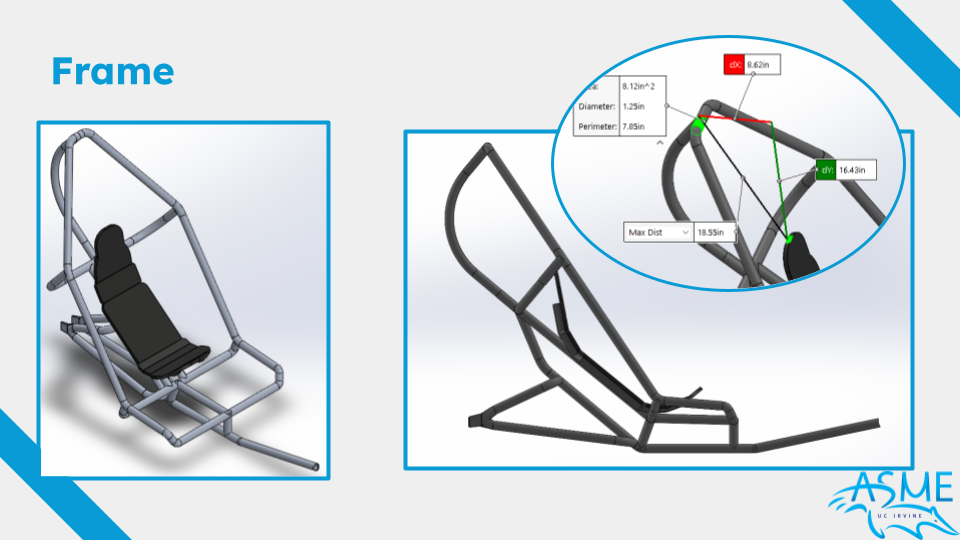 Frame
dX: 8.62in
8.12in^2
Diameter: 1.25in
Perimeter: 7.85in
dY: 16.43in
Max Dist 18.55in
ASME
UC IRVINE